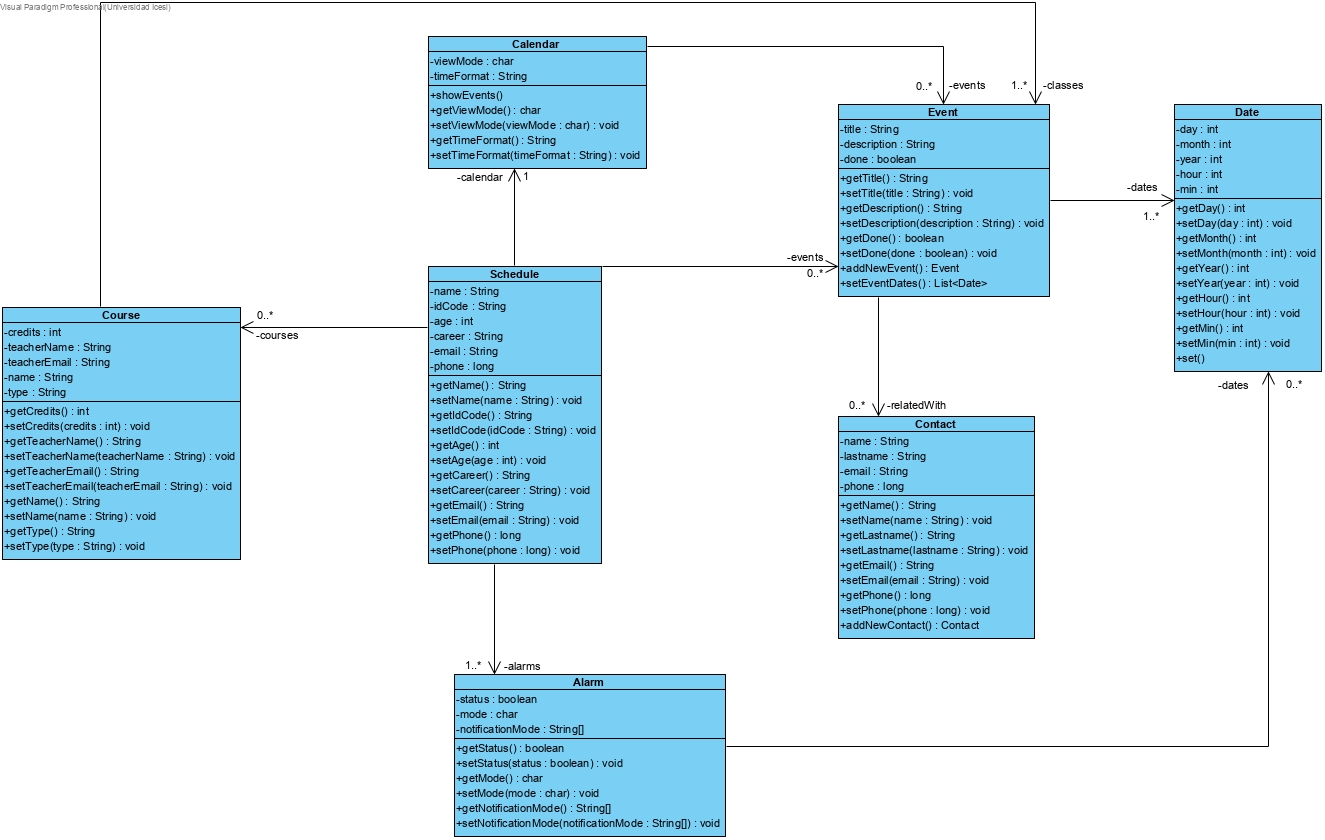 Visual Paradigm Professional(Universidad Icesi)
Calendar
-viewMode : char
-timeFormat : String
+showEvents()
+getViewMode() : char
+setViewMode(viewMode : char) : void
+getTimeFormat() : String
+setTimeFormat(timeFormat : String) : void
0..*
-events
1..*
-classes
Event
-title : String
-description : String
-done : boolean
+getTitle() : String
+setTitle(title : String) : void
+getDescription() : String
+setDescription(description : String) : void
+getDone() : boolean
+setDone(done : boolean) : void
+addNewEvent() : Event
+setEventDates() : List<Date>
-dates
1..*
Date
-day : int
-month : int
-year : int
-hour : int
-min : int
+getDay() : int
+setDay(day : int) : void
+getMonth() : int
+setMonth(month : int) : void
+getYear() : int
+setYear(year : int) : void
+getHour() : int
+setHour(hour : int) : void
+getMin() : int
+setMin(min : int) : void
+set()
-dates
0..*
-calendar
1
-events
0..*
Schedule
-name : String
-idCode : String
-age : int
-career : String
-email : String
-phone : long
+getName() : String
+setName(name : String) : void
+getIdCode() : String
+setIdCode(idCode : String) : void
+getAge() : int
+setAge(age : int) : void
+getCareer() : String
+setCareer(career : String) : void
+getEmail() : String
+setEmail(email : String) : void
+getPhone() : long
+setPhone(phone : long) : void
0..*
-courses
Course
-credits : int
-teacherName : String
-teacherEmail : String
-name : String
-type : String
+getCredits() : int
+setCredits(credits : int) : void
+getTeacherName() : String
+setTeacherName(teacherName : String) : void
+getTeacherEmail() : String
+setTeacherEmail(teacherEmail : String) : void
+getName() : String
+setName(name : String) : void
+getType() : String
+setType(type : String) : void
0..*
-relatedWith
Contact
-name : String
-lastname : String
-email : String
-phone : long
+getName() : String
+setName(name : String) : void
+getLastname() : String
+setLastname(lastname : String) : void
+getEmail() : String
+setEmail(email : String) : void
+getPhone() : long
+setPhone(phone : long) : void
+addNewContact() : Contact
1..*
-alarms
Alarm
-status : boolean
-mode : char
-notificationMode : String[]
+getStatus() : boolean
+setStatus(status : boolean) : void
+getMode() : char
+setMode(mode : char) : void
+getNotificationMode() : String[]
+setNotificationMode(notificationMode : String[]) : void